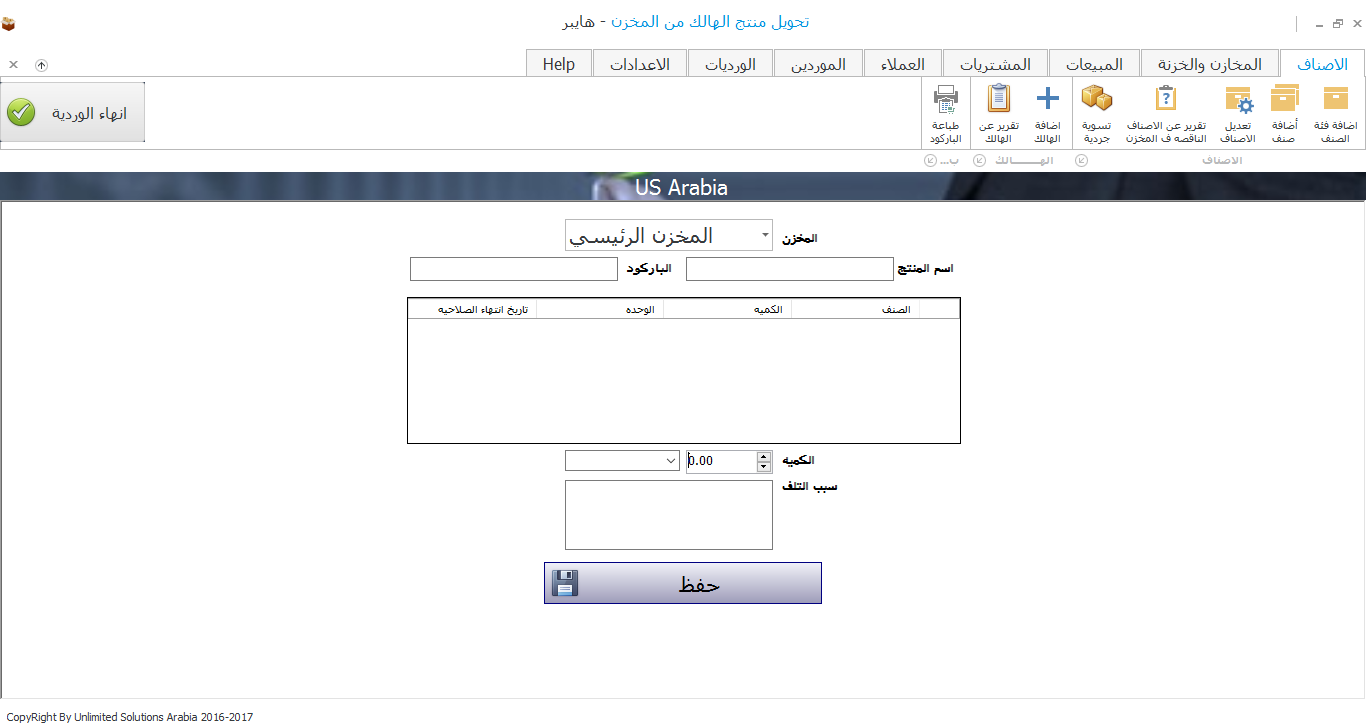 تحويل منتج الهالك من المخزن - هايبر
الاصناف
المخازن والخزنة
المبيعات
المشتريات
العملاء
الموردين
الورديات
الاعدادات
Help
اضافة فئة
الصنف
أضافة
صنف
تعديل
الاصناف
تقرير عن الاصناف
الناقصه ف المخزن
تسوية
جردية
اضافة
الهالك
تقرير عن
الهالك
طباعة
الباركود
انهاء الوردية
الاصناف
الهـــــــالك
ب...
US Arabia
المخزن
المخزن الرئيسي
اسم المنتج
الباركود
الصنف
الكميه
الوحده
تاريخ انتهاء الصلاحيه
الكميه
0.00
سبب التلف
حفظ
CopyRight By Unlimited Solutions Arabia 2016-2017